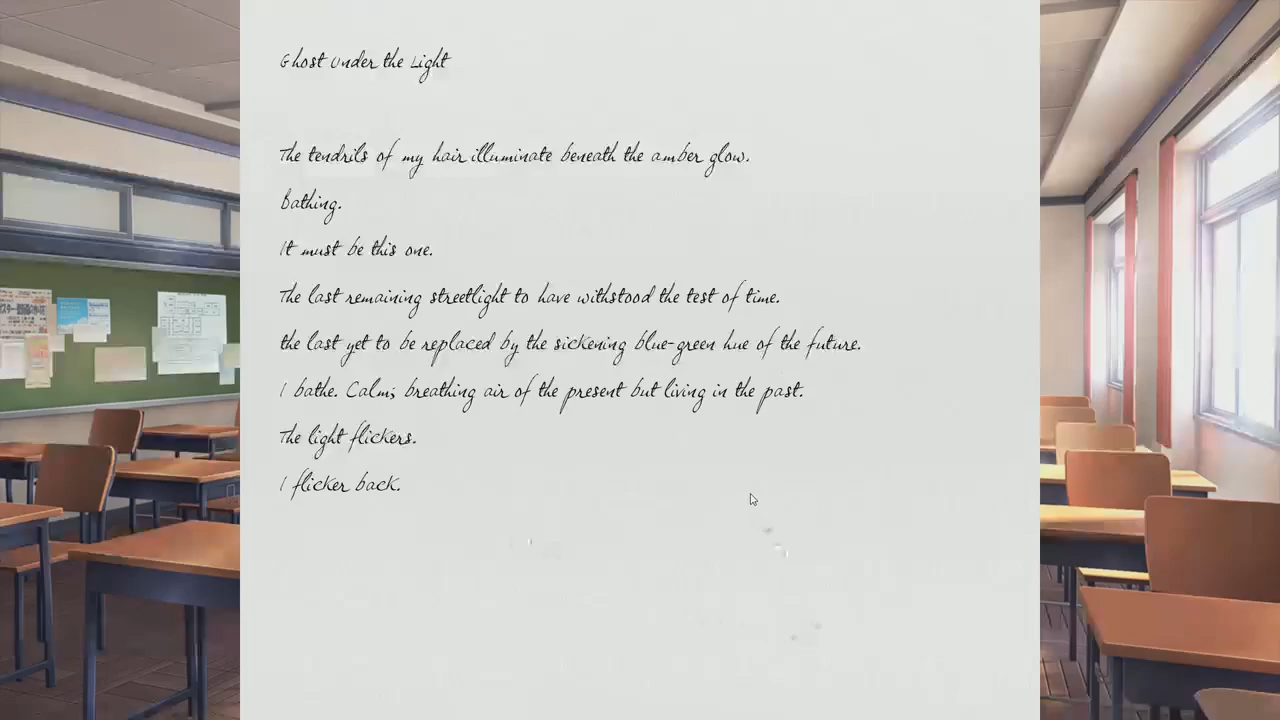 Ghost Under the Light
The tendrils of my hair illuminate beneath the amber glow.
Bathing.
It must be this one.
The last remaining streetlight to have withstood the test of time.
the last yet to be replaced by the sickening blue-green hue of the future.
I bathe. Calm; breathing air of the present but living in the past.
The light flickers.
I flicker back.